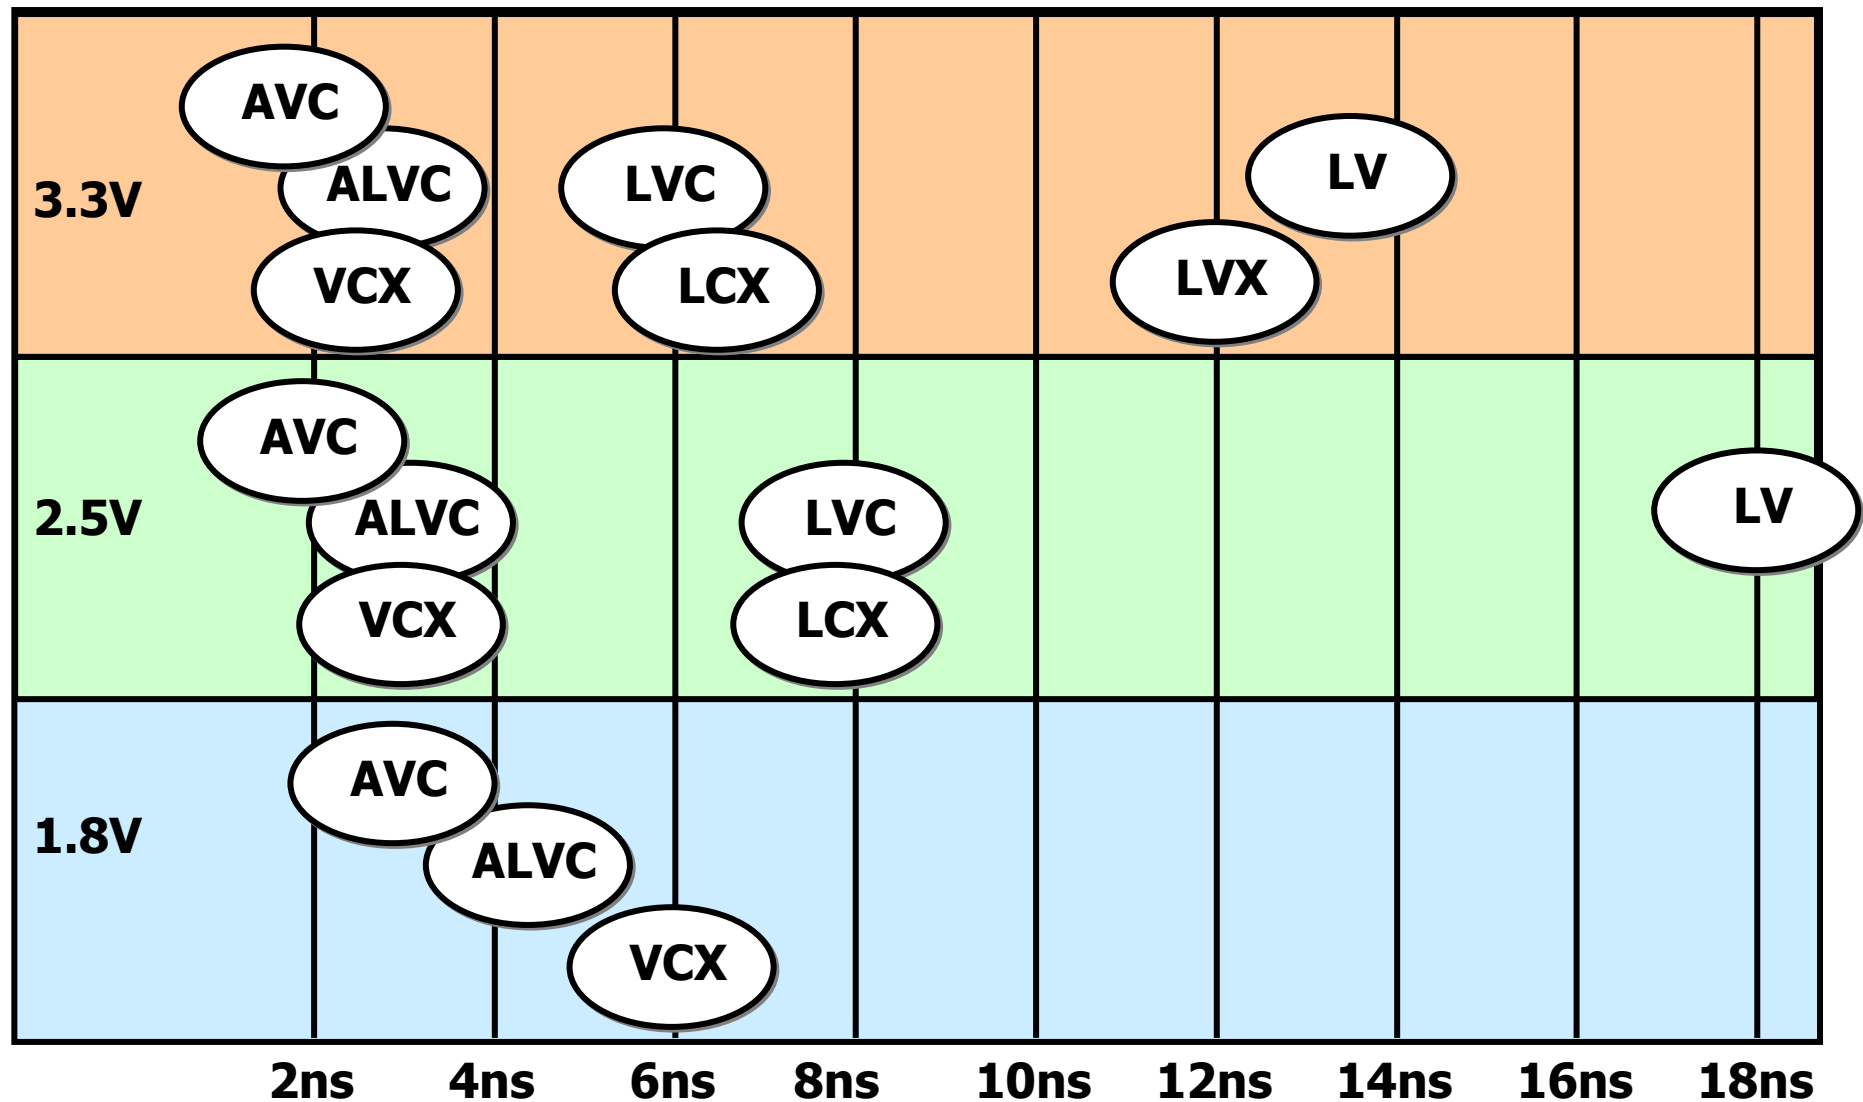 AVC
ALVC
LVC
LV
3.3V
VCX
LCX
LVX
AVC
ALVC
LVC
LV
2.5V
VCX
LCX
AVC
1.8V
ALVC
VCX
2ns 4ns 6ns 8ns 10ns 12ns 14ns 16ns 18ns